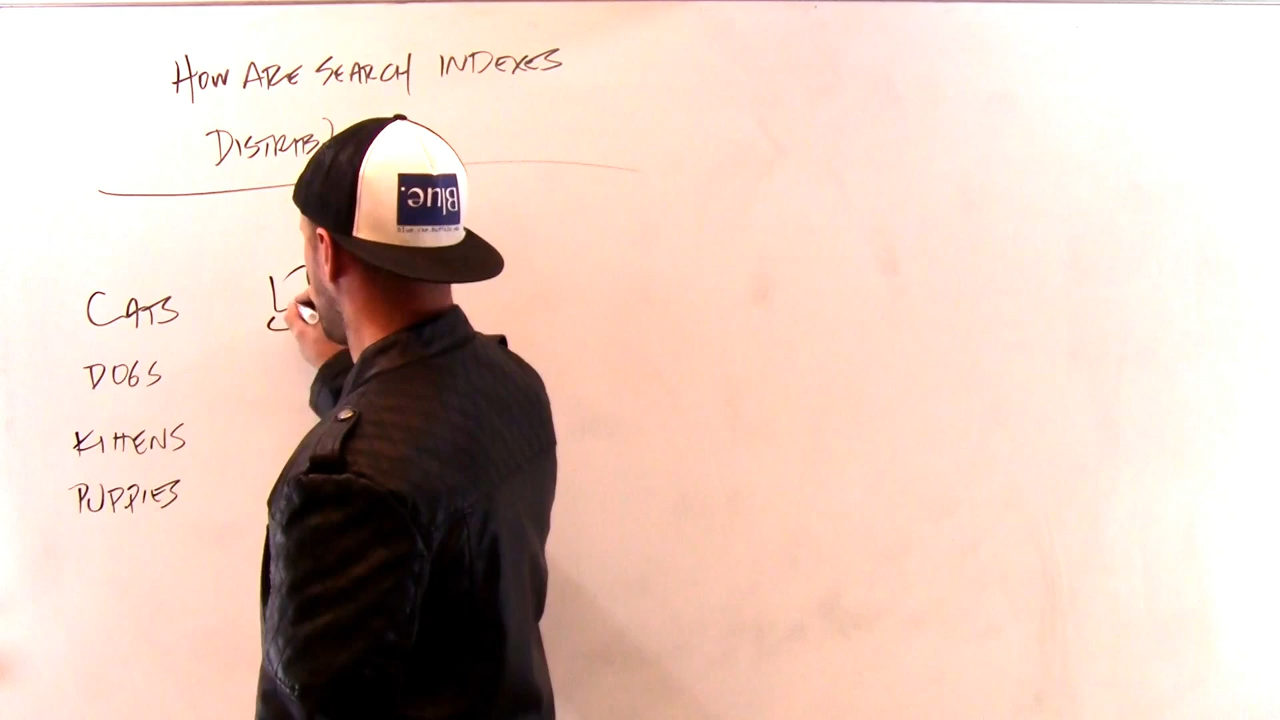 HOW ARE SEARCH INDEXES
DISTRIB
Blue.
CATS
DOGS
KITTENS
PUPPIES